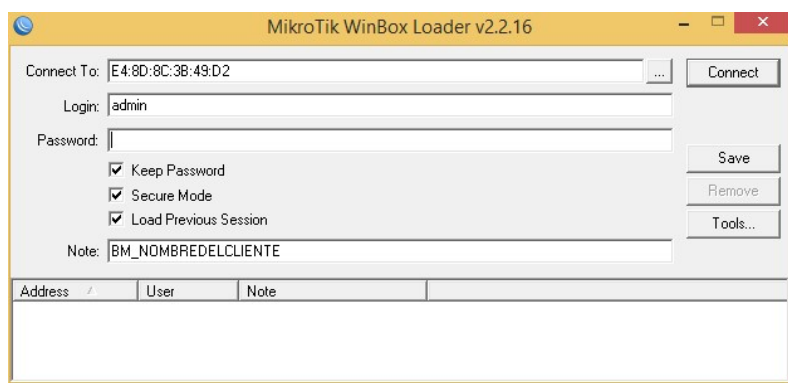 MikroTik WinBox Loader v2.2.16
Connect To: E4:8D:8C:3B:49:D2 ... Connect
Login: admin
Password:
Keep Password Save
Secure Mode Remove
Load Previous Session Tools...
Note: BM_NOMBREDELCLIENTE
Address User Note